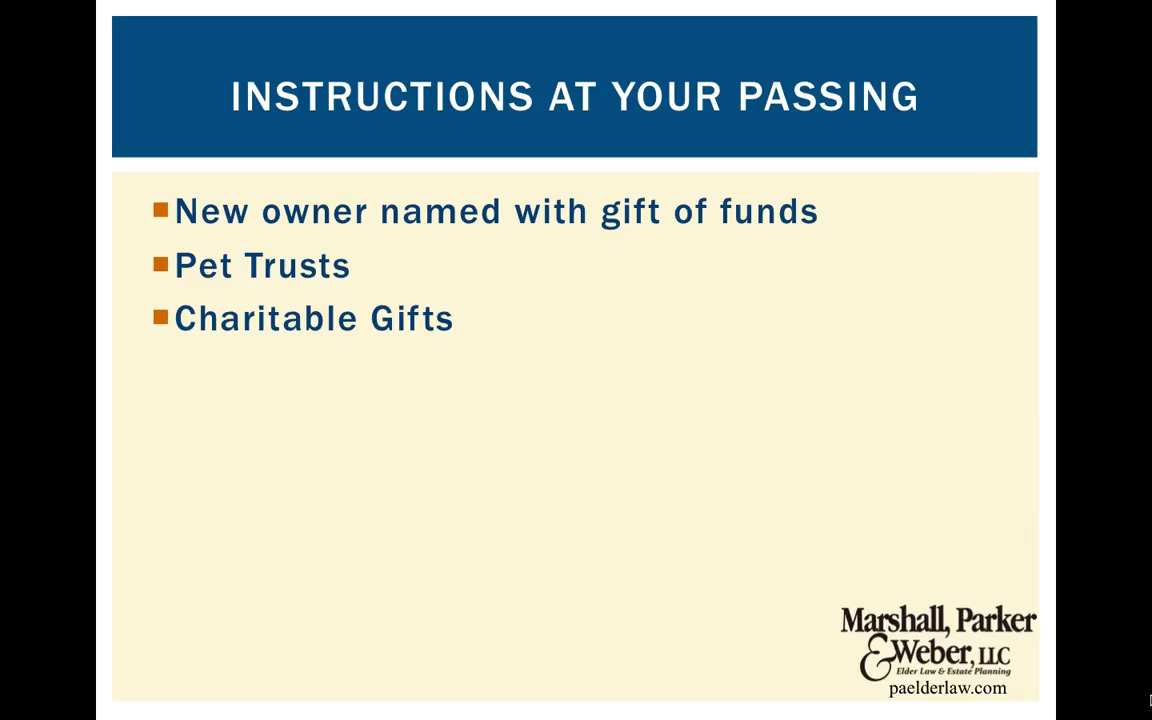 INSTRUCTIONS AT YOUR PASSING
New owner named with gift of funds
Pet Trusts
Charitable Gifts
Marshall, Parker
& Weber, LLC
Elder Law & Estate Planning
paelderlaw.com